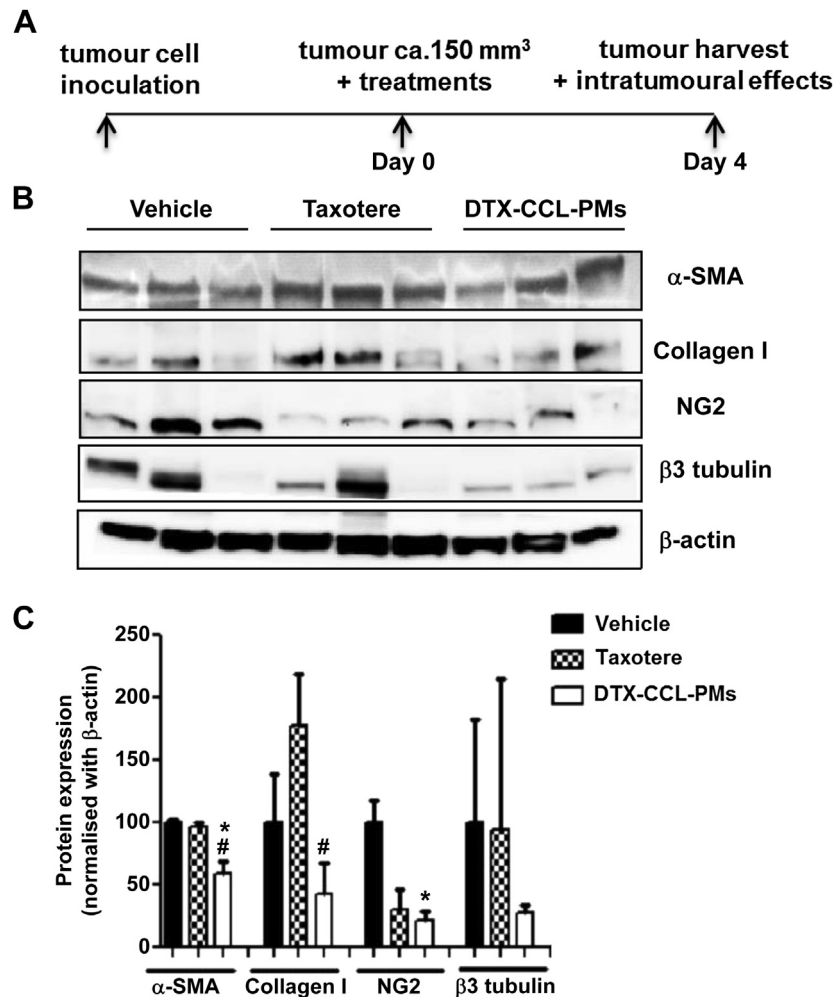 A
tumour cell
inoculation
tumour ca.150 mm³
+ treatments
tumour harvest
+ intratumoural effects
Day 0
Day 4
B
Vehicle
Taxotere
DTX-CCL-PMs
α-SMA
Collagen I
NG2
β3 tubulin
β-actin
C
Protein expression
(normalised with β-actin)
250
200
150
100
50
0
*
#
#
*
Vehicle
Taxotere
DTX-CCL-PMs
α-SMA
Collagen I
NG2
β3 tubulin